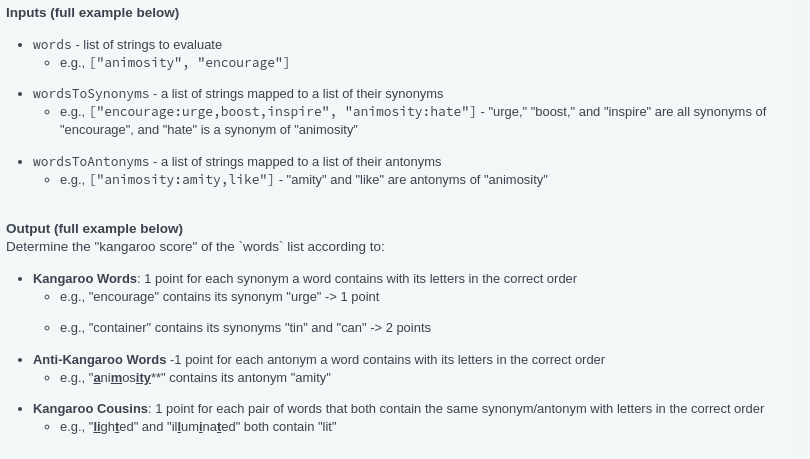 Inputs (full example below)
words - list of strings to evaluate
e.g., ["animosity", "encourage"]
wordsToSynonyms - a list of strings mapped to a list of their synonyms
e.g., ["encourage:urge,boost,inspire", "animosity:hate"] - "urge," "boost," and "inspire" are all synonyms of
"encourage", and "hate" is a synonym of "animosity"
wordsToAntonyms - a list of strings mapped to a list of their antonyms
e.g., ["animosity:amity,like"] - "amity" and "like" are antonyms of "animosity"
Output (full example below)
Determine the "kangaroo score" of the `words` list according to:
Kangaroo Words: 1 point for each synonym a word contains with its letters in the correct order
e.g., "encourage" contains its synonym "urge" -> 1 point
e.g., "container" contains its synonyms "tin" and "can" -> 2 points
Anti-Kangaroo Words -1 point for each antonym a word contains with its letters in the correct order
e.g., "animosity**" contains its antonym "amity"
Kangaroo Cousins: 1 point for each pair of words that both contain the same synonym/antonym with letters in the correct order
e.g., "lighted" and "illuminated" both contain "lit"